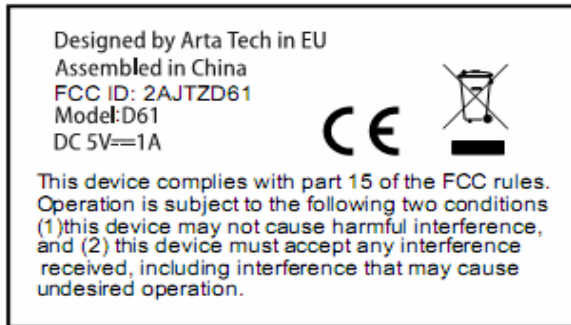 Designed by Arta Tech in EU
Assembled in China
FCC ID: 2AJTZD61
Model:D61
DC 5V⎓1A
CE
This device complies with part 15 of the FCC rules.
Operation is subject to the following two conditions
(1)this device may not cause harmful interference,
and (2) this device must accept any interference
received, including interference that may cause
undesired operation.